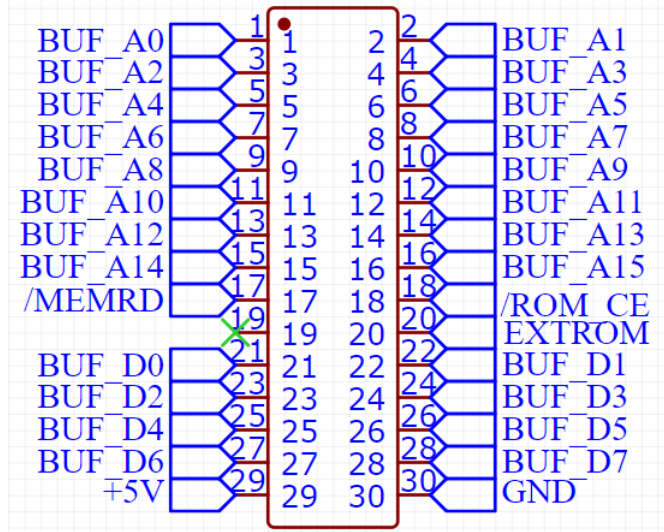 BUF_A0 1 1 2 2 BUF_A1
BUF_A2 3 3 4 4 BUF_A3
BUF_A4 5 5 6 6 BUF_A5
BUF_A6 7 7 8 8 BUF_A7
BUF_A8 9 9 10 10 BUF_A9
BUF_A10 11 11 12 12 BUF_A11
BUF_A12 13 13 14 14 BUF_A13
BUF_A14 15 15 16 16 BUF_A15
/MEMRD 17 17 18 18 /ROM_CE
19 19 20 20 EXTROM
BUF_D0 21 21 22 22 BUF_D1
BUF_D2 23 23 24 24 BUF_D3
BUF_D4 25 25 26 26 BUF_D5
BUF_D6 27 27 28 28 BUF_D7
+5V 29 29 30 30 GND